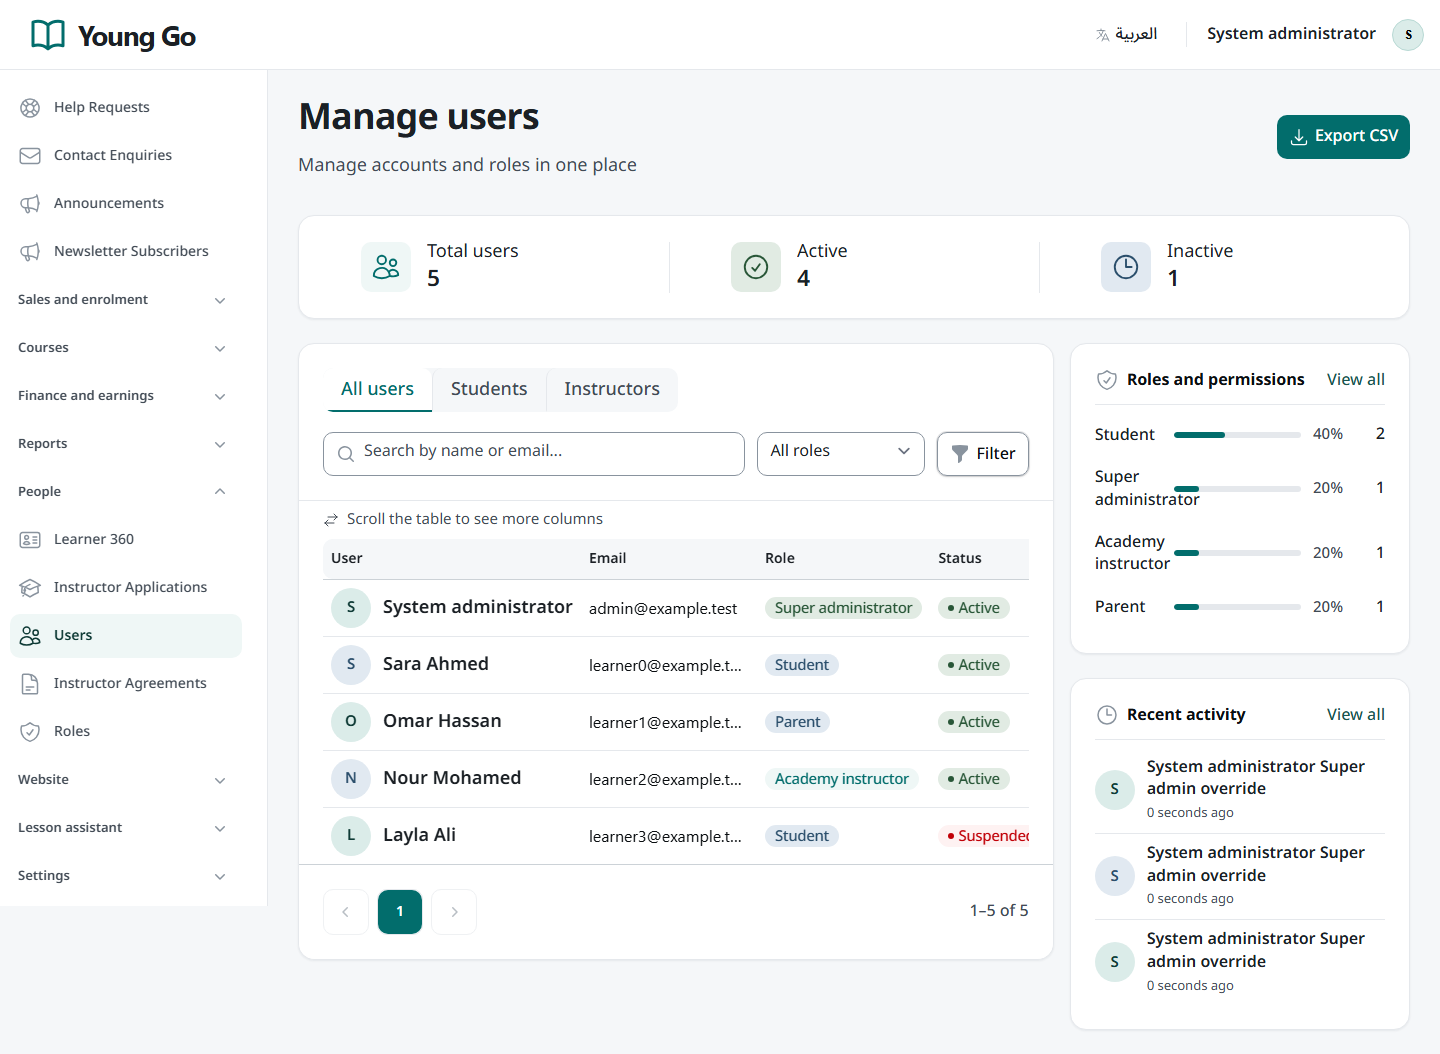 Young Go
العربية
System administrator
S
Help Requests
Contact Enquiries
Announcements
Newsletter Subscribers
Sales and enrolment
Courses
Finance and earnings
Reports
People
Learner 360
Instructor Applications
Users
Instructor Agreements
Roles
Website
Lesson assistant
Settings
Manage users
Manage accounts and roles in one place
Export CSV
Total users
5
Active
4
Inactive
1
All users Students Instructors
Search by name or email...
All roles
Filter
Scroll the table to see more columns
User Email Role Status
S System administrator admin@example.test Super administrator Active
S Sara Ahmed learner0@example.t... Student Active
O Omar Hassan learner1@example.t... Parent Active
N Nour Mohamed learner2@example.t... Academy instructor Active
L Layla Ali learner3@example.t... Student Suspended
1
1–5 of 5
Roles and permissions View all
Student 40% 2
Super
administrator 20% 1
Academy
instructor 20% 1
Parent 20% 1
Recent activity View all
S
System administrator Super
admin override
0 seconds ago
S
System administrator Super
admin override
0 seconds ago
S
System administrator Super
admin override
0 seconds ago